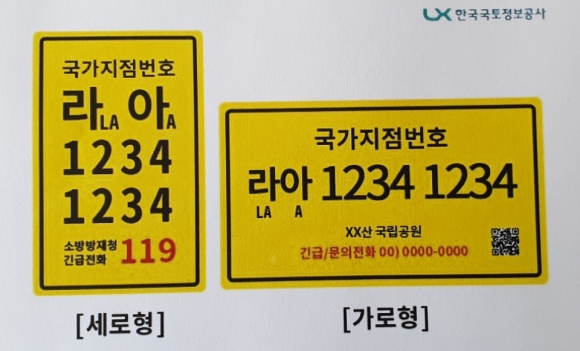 LX 한국국토정보공사
국가지점번호
라LA 아A
1234
1234
소방방재청
긴급전화 119
[세로형]
국가지점번호
라아 1234 1234
LA A
XX산 국립공원
긴급/문의전화 00) 0000-0000
[가로형]